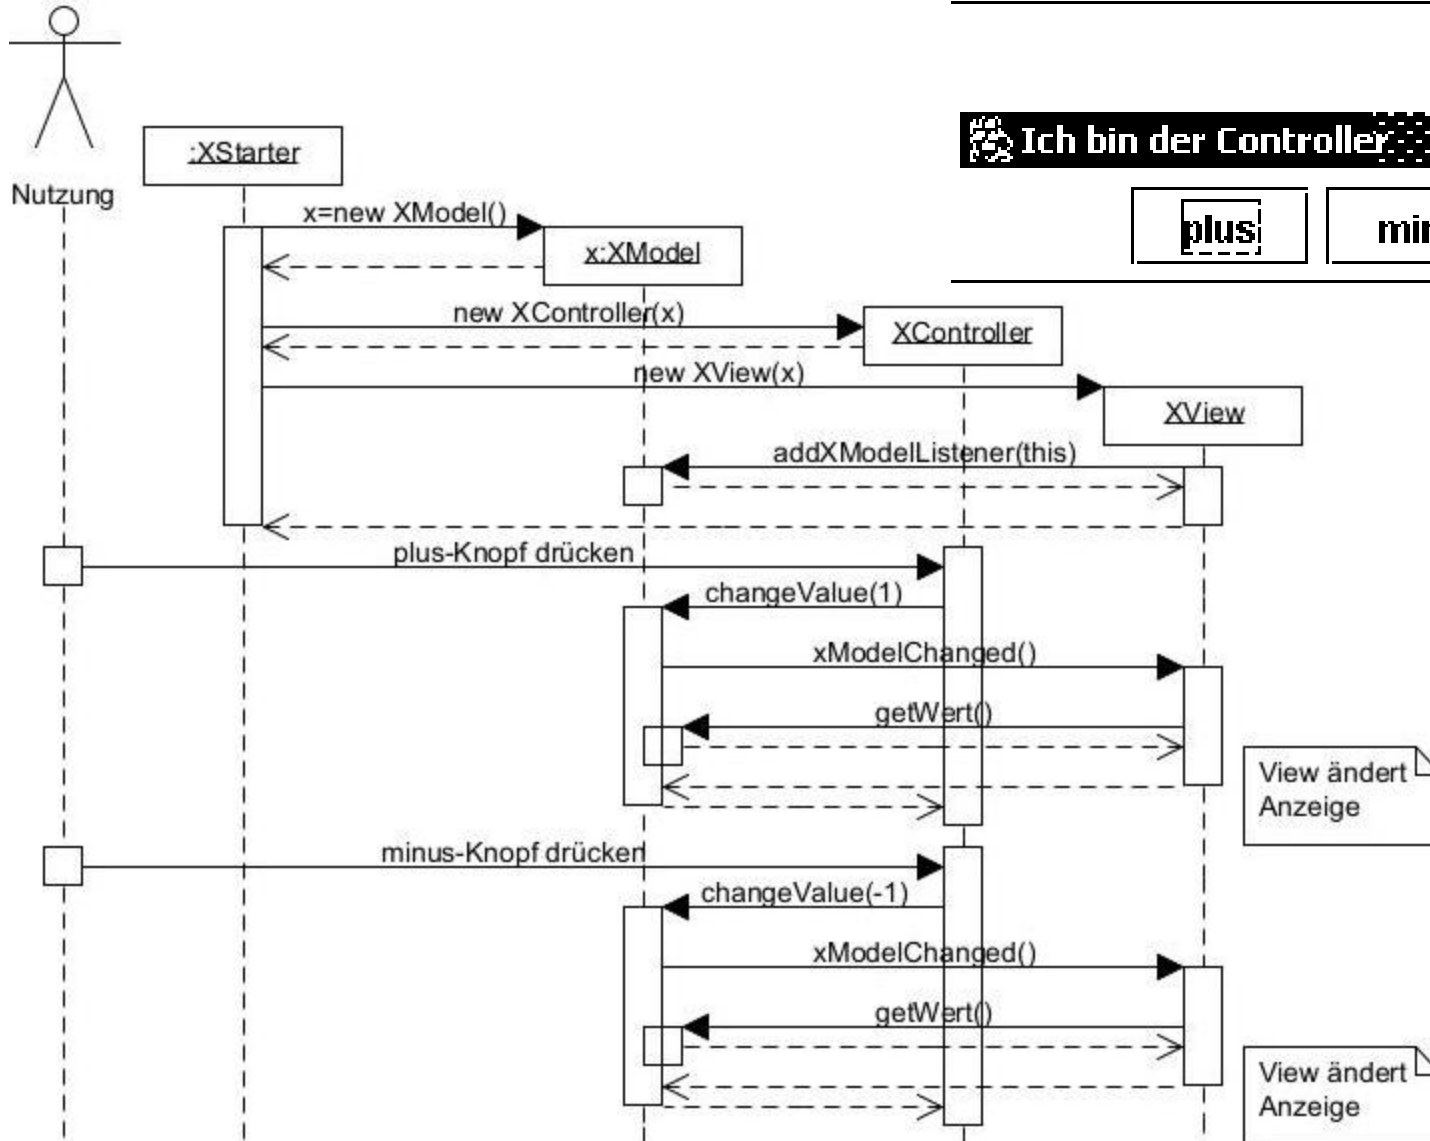 Ich bin der Controller
:XStarter
Nutzung
x=new XModel()
plus
x:XModel
new XController(x)
XController
new XView(x)
XView
addXModelListener(this)
plus-Knopf drücken
changeValue(1)
xModelChanged()
getWert()
View ändert
Anzeige
minus-Knopf drücken
changeValue(-1)
xModelChanged()
getWert()
View ändert
Anzeige